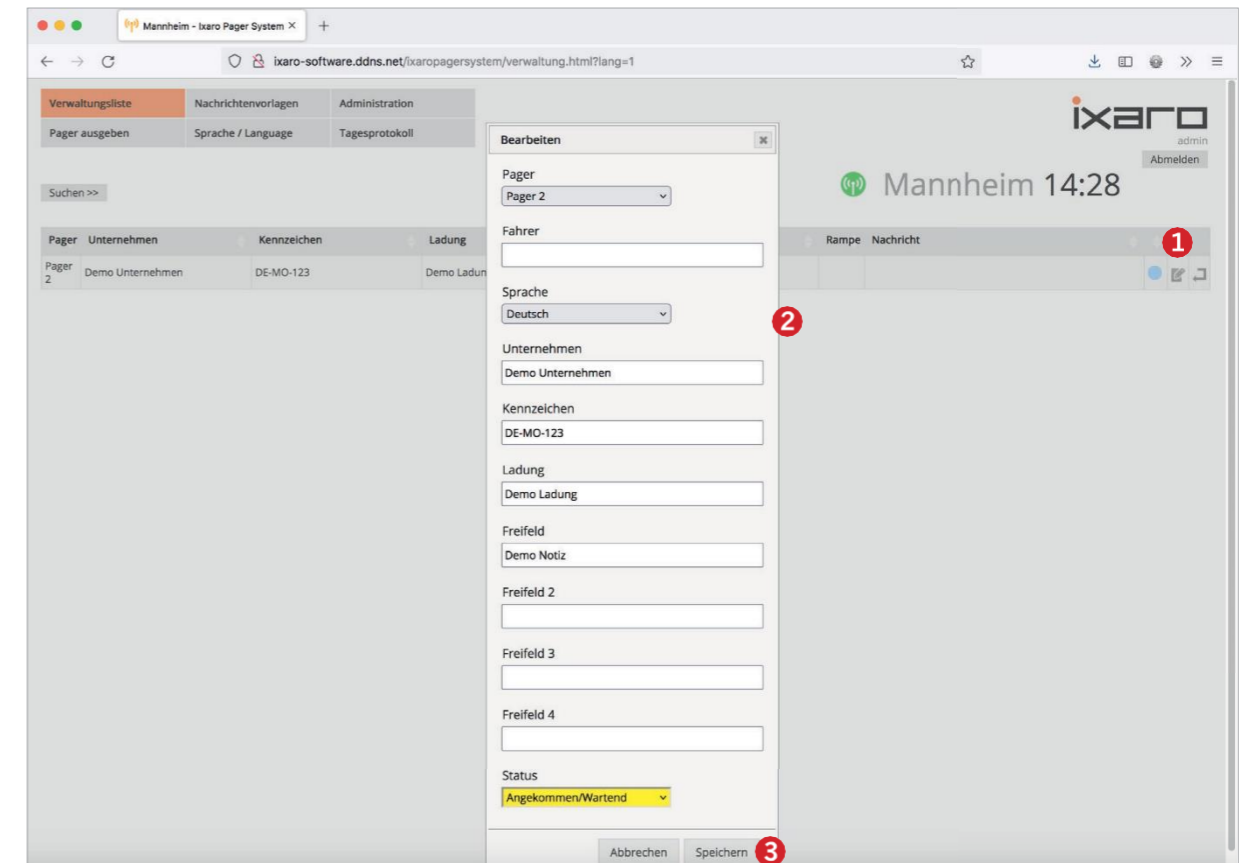 Mannheim - Ixaro Pager System
ixaro-software.ddns.net/ixaropagersystem/verwaltung.html?lang=1
Verwaltungsliste Nachrichtenvorlagen Administration
Pager ausgeben Sprache / Language Tagesprotokoll
ixaro
admin
Abmelden
Suchen >>
Mannheim 14:28
Pager Unternehmen Kennzeichen Ladung Rampe Nachricht
1
Pager 
2
Demo Unternehmen DE-MO-123 Demo Ladun
Bearbeiten
Pager
Pager 2
Fahrer
Sprache
Deutsch
2
Unternehmen
Demo Unternehmen
Kennzeichen
DE-MO-123
Ladung
Demo Ladung
Freifeld
Demo Notiz
Freifeld 2
Freifeld 3
Freifeld 4
Status
Angekommen/Wartend
Abbrechen Speichern 3